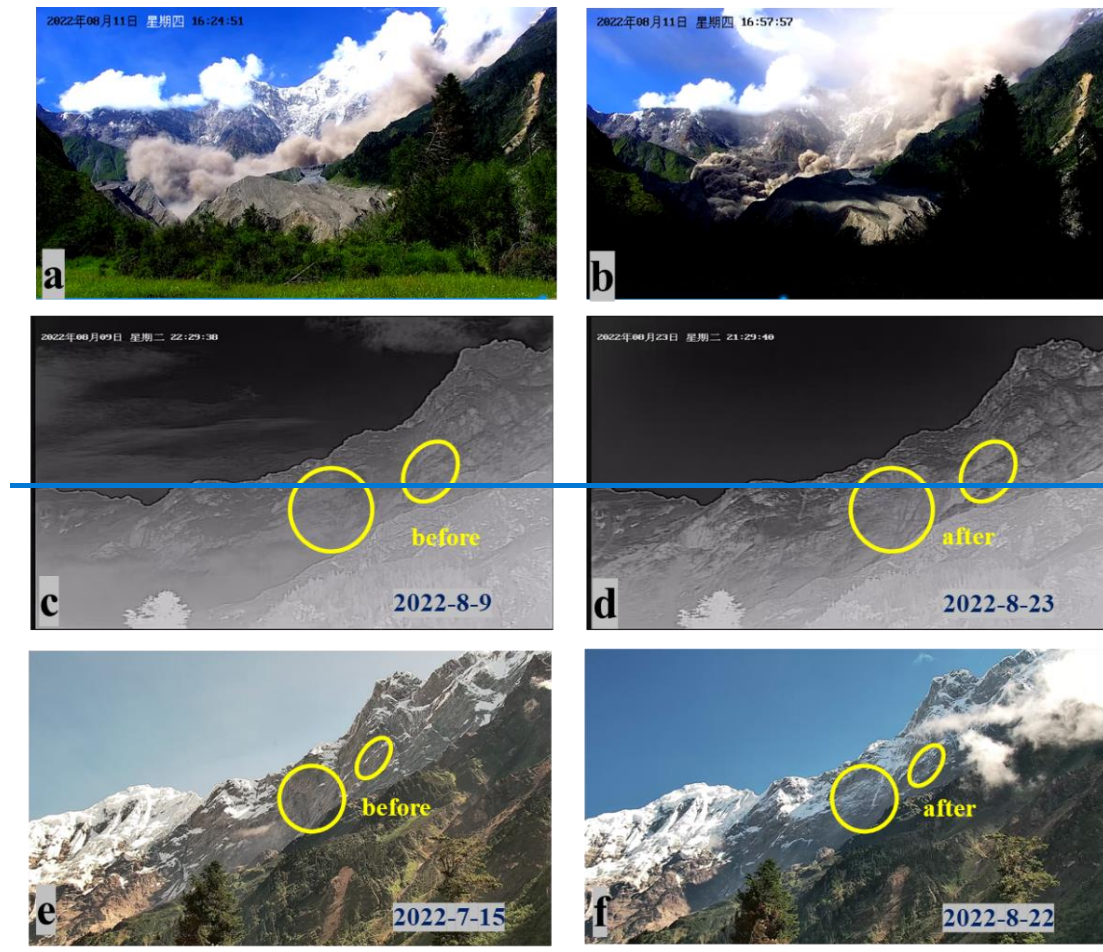 2022年08月11日 星期四 16:24:51
2022年08月11日 星期四 16:57:57
a
b
2022年08月09日 星期二 22:29:38
2022年08月23日 星期二 21:29:40
before
after
c
2022-8-9
d
2022-8-23
before
after
e
2022-7-15
f
2022-8-22